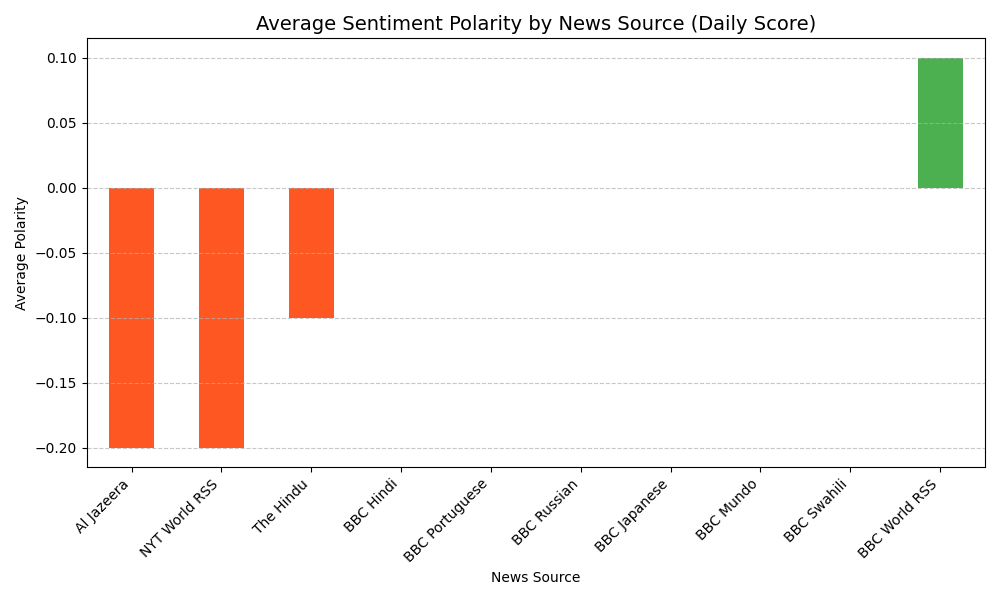 Average Sentiment Polarity by News Source (Daily Score)
Average Polarity
0.10
0.05
0.00
−0.05
−0.10
−0.15
−0.20
Al Jazeera
NYT World RSS
The Hindu
BBC Hindi
BBC Portuguese
BBC Russian
BBC Japanese
BBC Mundo
BBC Swahili
BBC World RSS
News Source